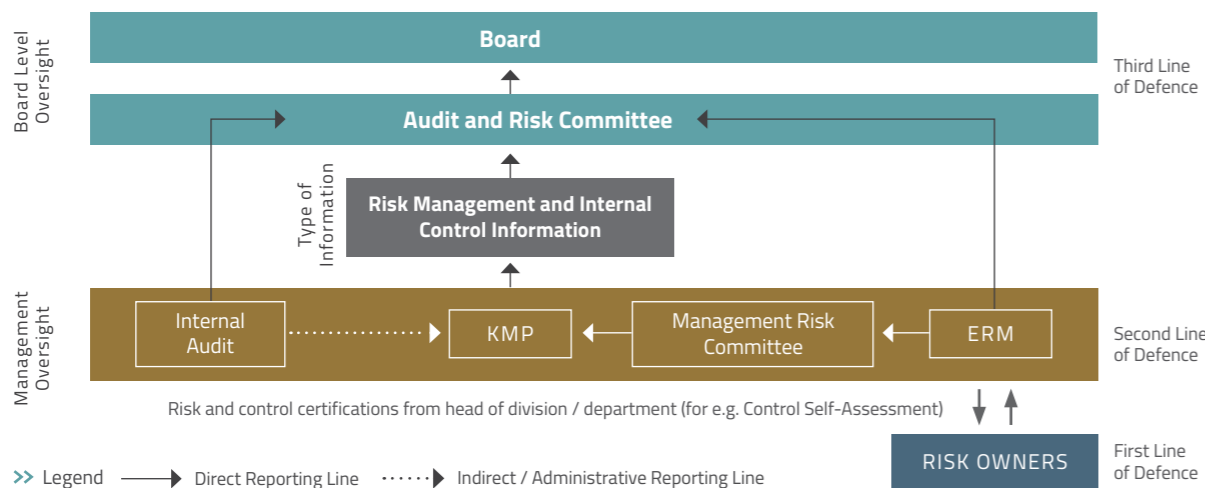 Board Level
Oversight
Board
Third Line
of Defence
Audit and Risk Committee
Type of
Information
Risk Management and Internal
Control Information
Management
Oversight
Internal
Audit
KMP
Management Risk
Committee
ERM
Second Line
of Defence
Risk and control certifications from head of division / department (for e.g. Control Self-Assessment)
RISK OWNERS
First Line
of Defence
>> Legend
Direct Reporting Line
Indirect / Administrative Reporting Line